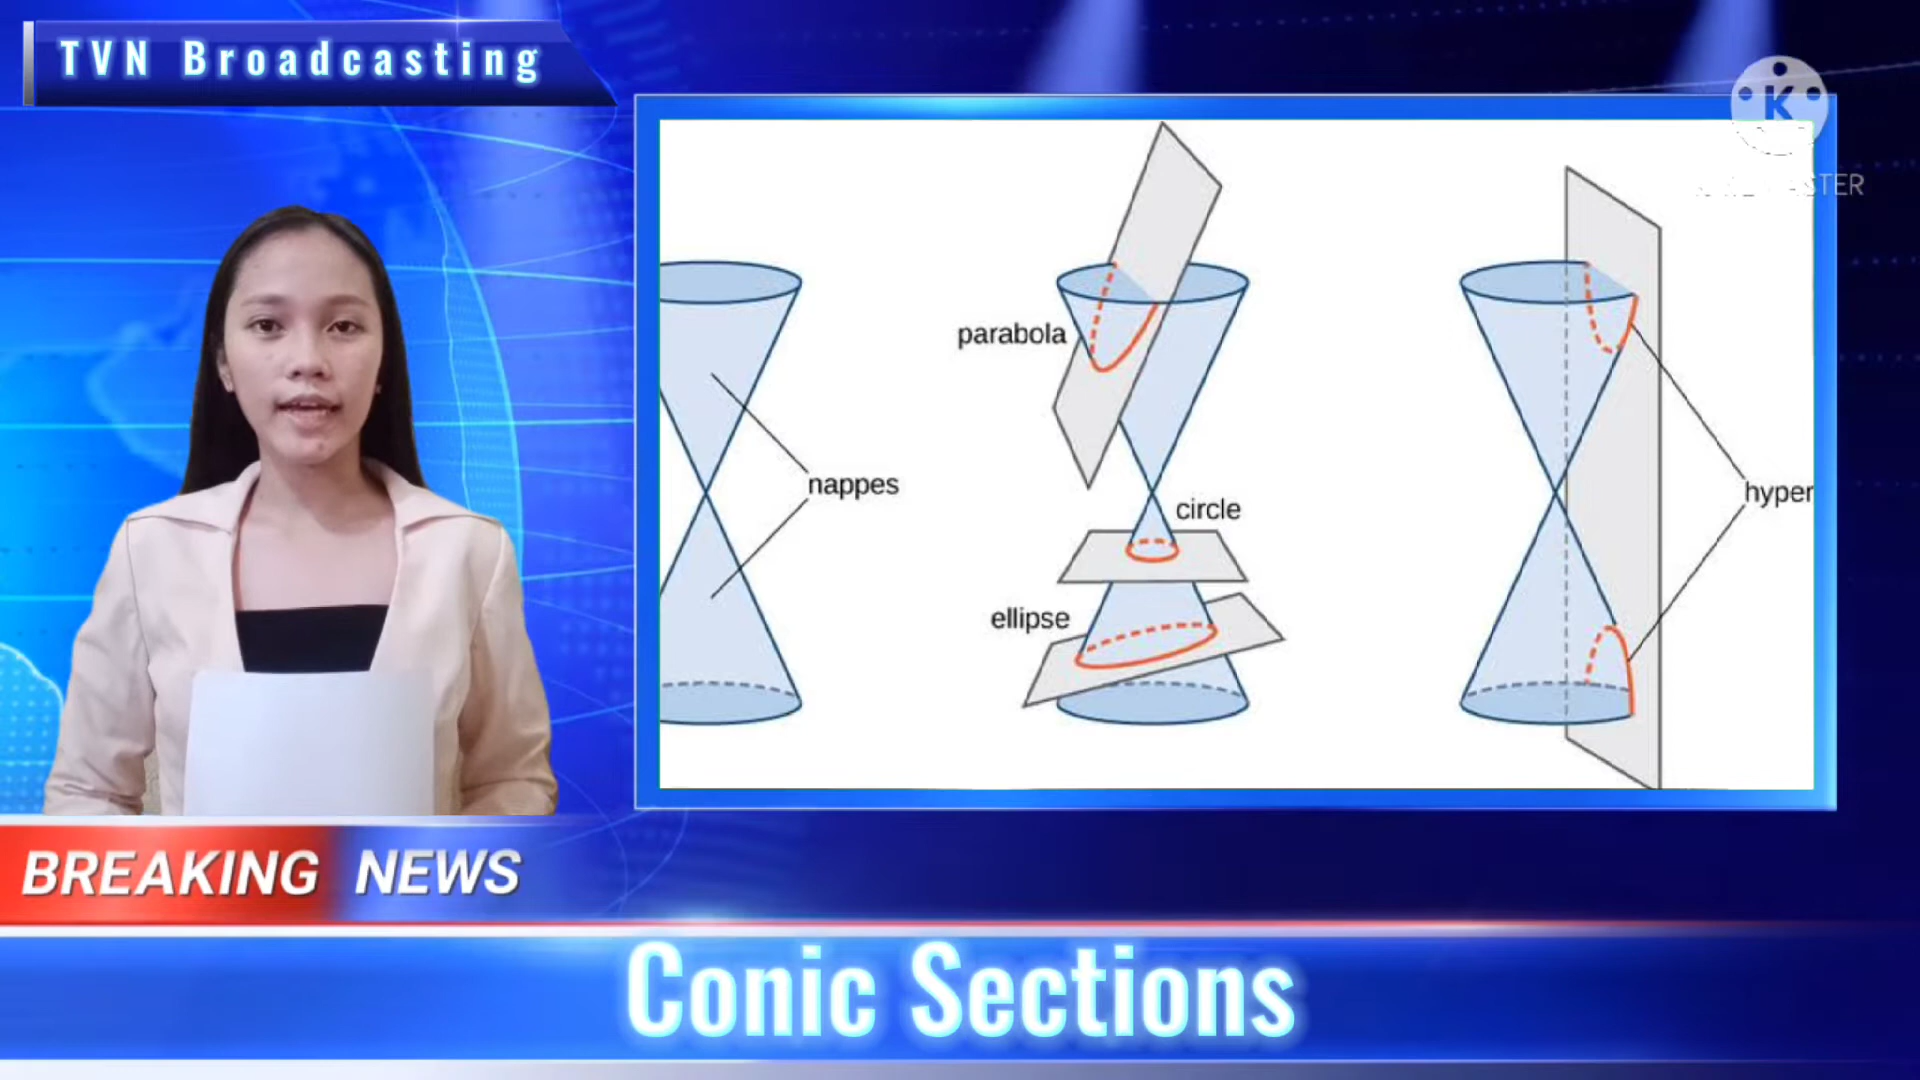 TVN Broadcasting
K
parabola
nappes
circle
hyper
ellipse
BREAKING NEWS
Conic Sections